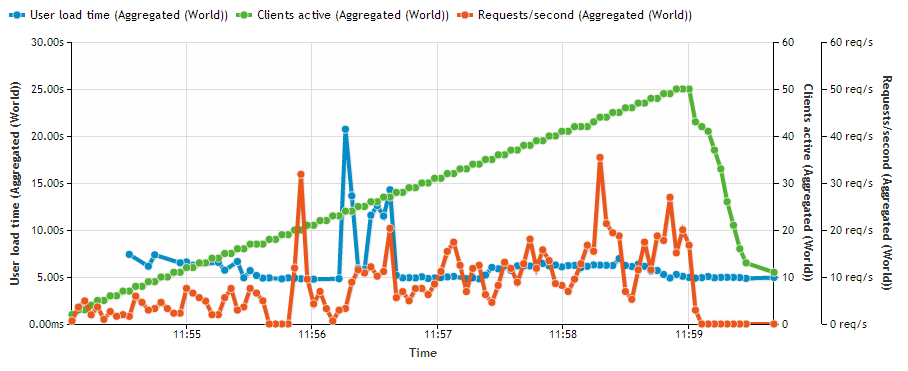 User load time (Aggregated (World)) Clients active (Aggregated (World)) Requests/second (Aggregated (World))
User load time (Aggregated (World))
30.00s
25.00s
20.00s
15.00s
10.00s
5.00s
0.00ms
60
50
40
30
20
10
0
Clients active (Aggregated (World))
60 req/s
50 req/s
40 req/s
30 req/s
20 req/s
10 req/s
0 req/s
Requests/second (Aggregated (World))
11:55 11:56 11:57 11:58 11:59
Time